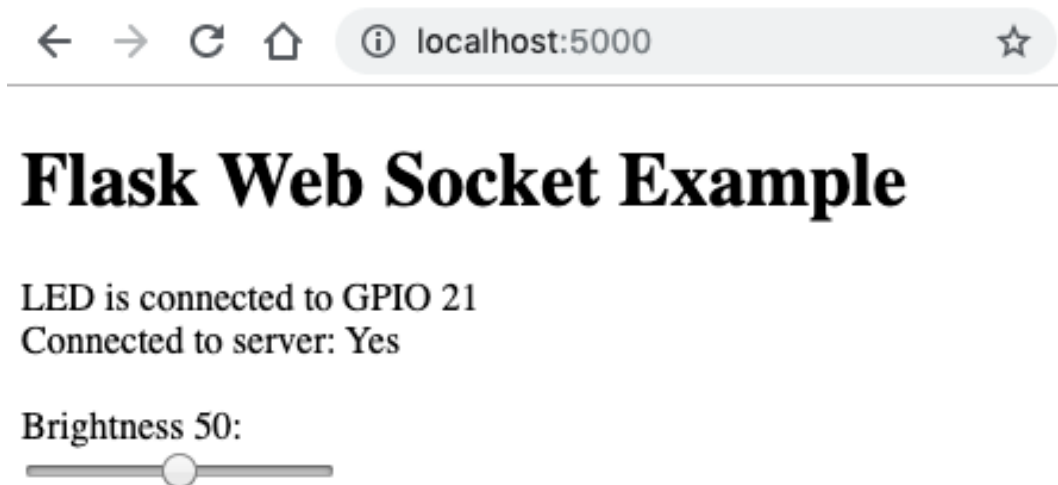 localhost:5000
Flask Web Socket Example
LED is connected to GPIO 21
Connected to server: Yes
Brightness 50: